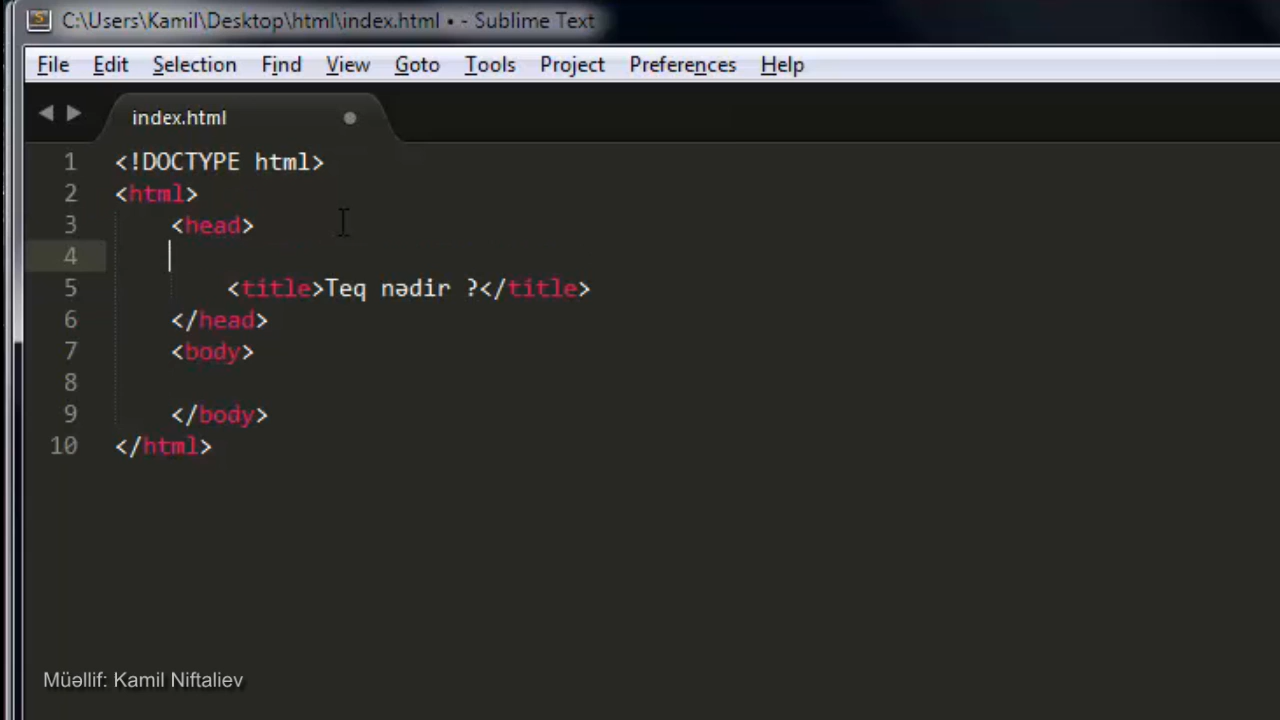 C:\Users\Kamil\Desktop\html\index.html • - Sublime Text
File Edit Selection Find View Goto Tools Project Preferences Help
index.html
1 <!DOCTYPE html>
2 <html>
3 <head>
4
5 <title>Teq nədir ?</title>
6 </head>
7 <body>
8
9 </body>
10 </html>
Müəllif: Kamil Niftaliev